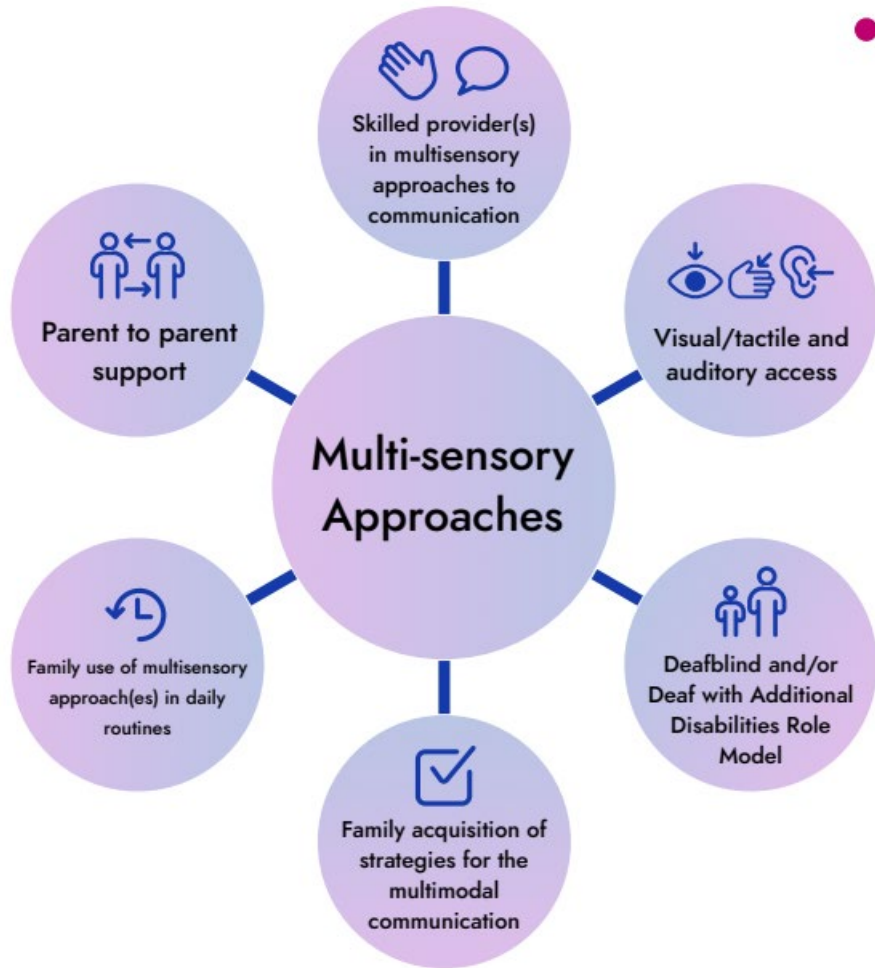 Skilled provider(s)
in multisensory
approaches to
communication
Parent to parent
support
Visual/tactile and
auditory access
Multi-sensory
Approaches
Family use of multisensory
approach(es) in daily
routines
Deafblind and/or
Deaf with Additional
Disabilities Role
Model
Family acquisition of
strategies for the
multimodal
communication